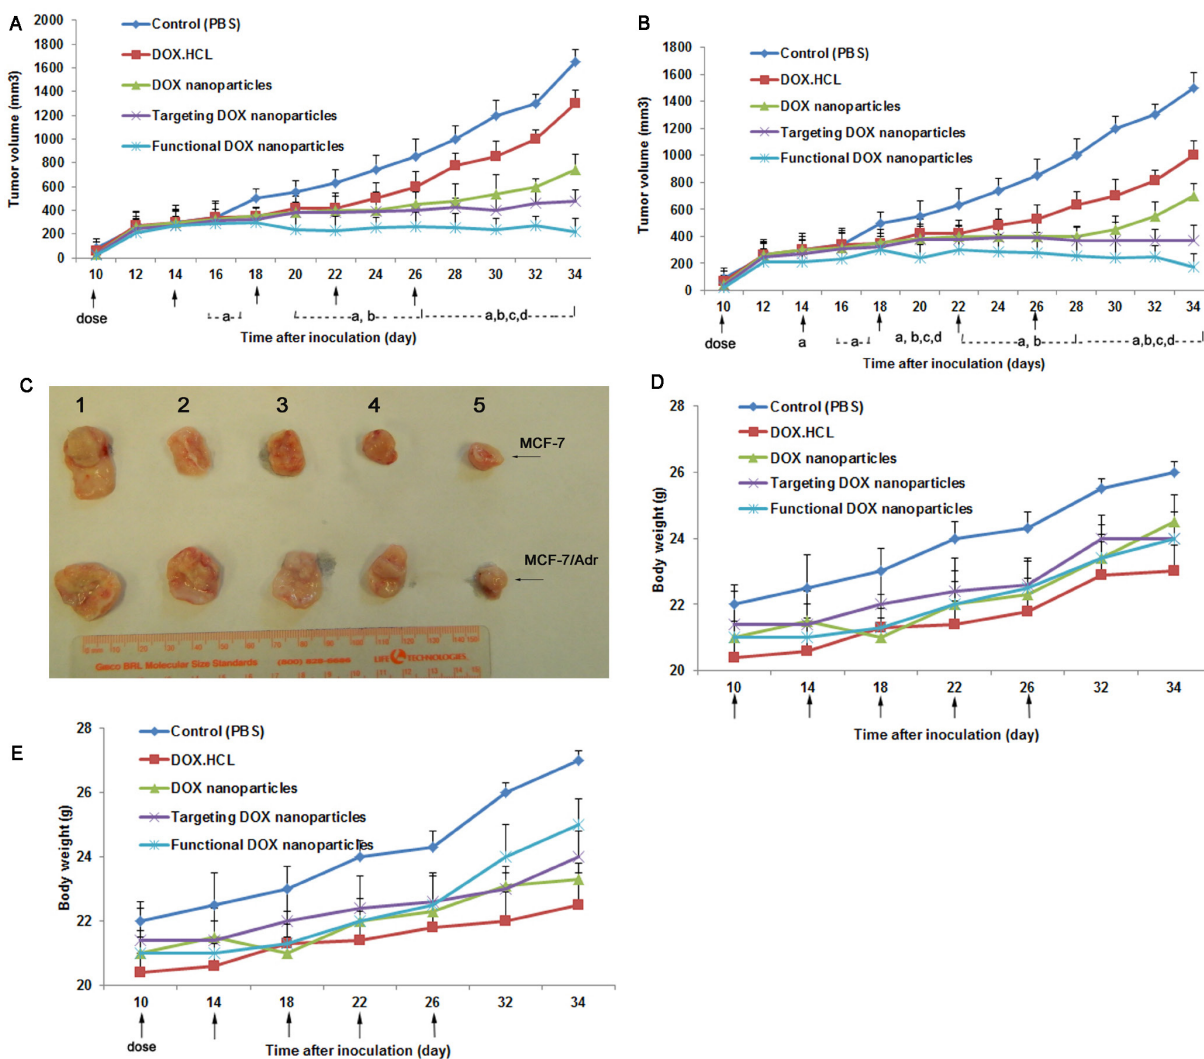 A
Tumor volume (mm3)
2000
1800
1600
1400
1200
1000
800
600
400
200
0
Control (PBS)
DOX.HCL
DOX nanoparticles
Targeting DOX nanoparticles
Functional DOX nanoparticles
10 12 14 16 18 20 22 24 26 28 30 32 34
dose
a a, b a,b,c,d
Time after inoculation (day)
B
Tumor volume (mm3)
1800
1600
1400
1200
1000
800
600
400
200
0
Control (PBS)
DOX.HCL
DOX nanoparticles
Targeting DOX nanoparticles
Functional DOX nanoparticles
10 12 14 16 18 20 22 24 26 28 30 32 34
dose a a a, b,c,d a, b a,b,c,d
Time after inoculation (days)
C
1 2 3 4 5
MCF-7
MCF-7/Adr
0 mm 10 20 30
LIFE TECHNOLOGIES
D
Body weight (g)
28
26
24
22
20
Control (PBS)
DOX.HCL
DOX nanoparticles
Targeting DOX nanoparticles
Functional DOX nanoparticles
10 14 18 22 26 32 34
Time after inoculation (day)
E
Body weight (g)
28
26
24
22
20
Control (PBS)
DOX.HCL
DOX nanoparticles
Targeting DOX nanoparticles
Functional DOX nanoparticles
10 14 18 22 26 32 34
dose
Time after inoculation (day)